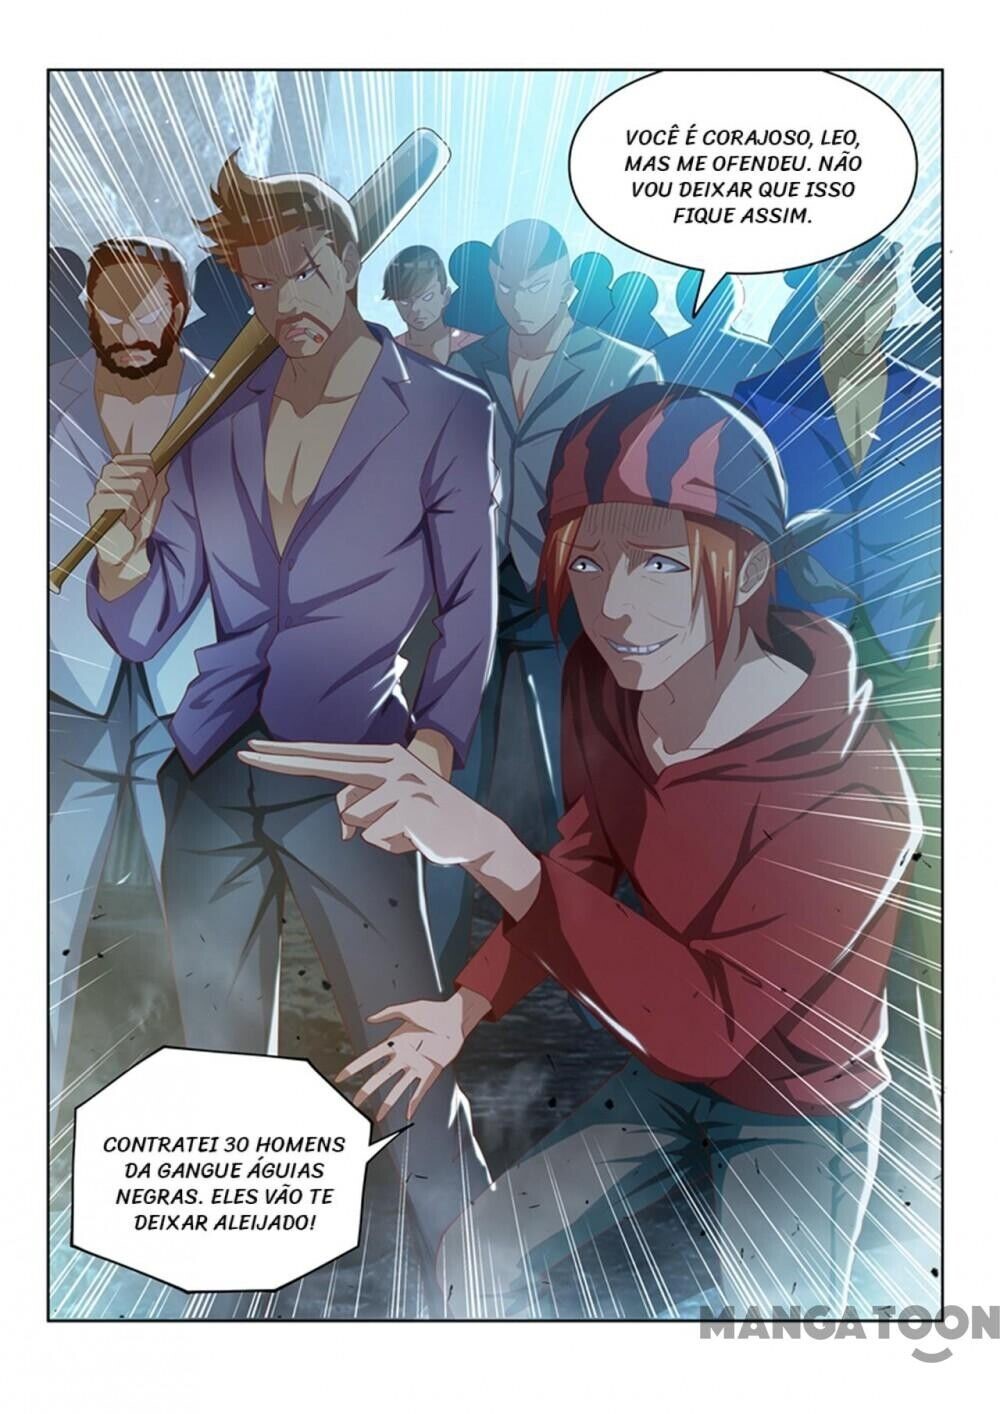 VOCÊ É CORAJOSO, LEO,
MAS ME OFENDEU. NÃO
VOU DEIXAR QUE ISSO
FIQUE ASSIM.
CONTRATEI 30 HOMENS
DA GANGUE ÁGUIAS
NEGRAS. ELES VÃO TE
DEIXAR ALEIJADO!
MANGATOON